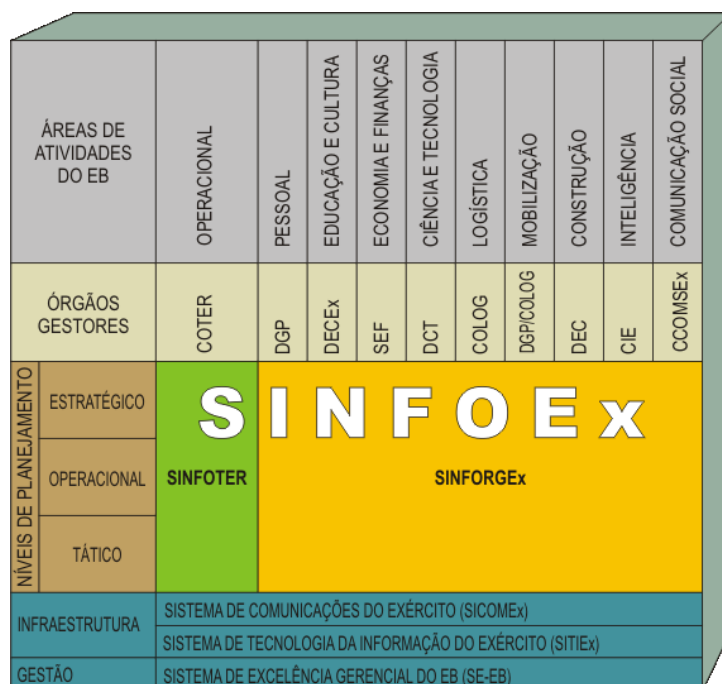 ÁREAS DE
ATIVIDADES
DO EB
OPERACIONAL
PESSOAL
EDUCAÇÃO E CULTURA
ECONOMIA E FINANÇAS
CIÊNCIA E TECNOLOGIA
LOGÍSTICA
MOBILIZAÇÃO
CONSTRUÇÃO
INTELIGÊNCIA
COMUNICAÇÃO SOCIAL
ÓRGÃOS
GESTORES
COTER
DGP
DECEx
SEF
DCT
COLOG
DGP/COLOG
DEC
CIE
CCOMSEx
NÍVEIS DE PLANEJAMENTO
ESTRATÉGICO
OPERACIONAL
TÁTICO
SINFOEx
SINFOTER
SINFORGEx
INFRAESTRUTURA
SISTEMA DE COMUNICAÇÕES DO EXÉRCITO (SICOMEx)
SISTEMA DE TECNOLOGIA DA INFORMAÇÃO DO EXÉRCITO (SITIEx)
GESTÃO
SISTEMA DE EXCELÊNCIA GERENCIAL DO EB (SE-EB)